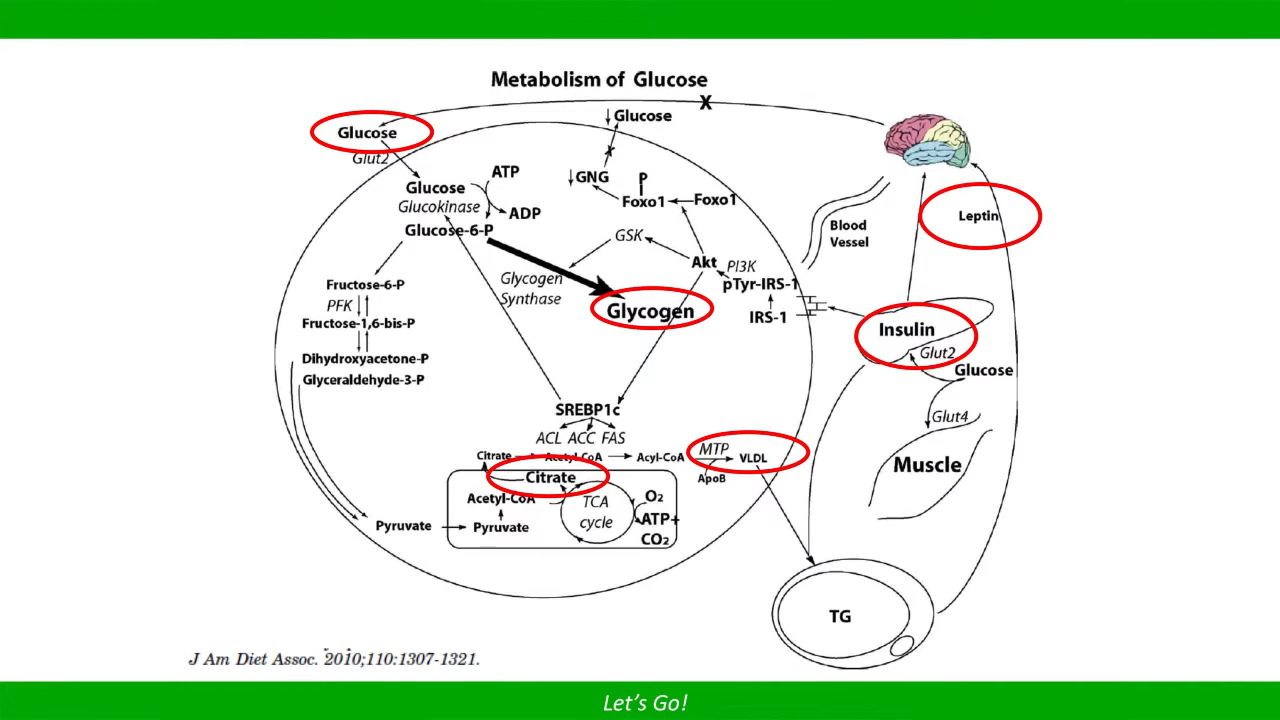 Metabolism of Glucose
X
Glucose
↓ Glucose
Glut2
x
ATP
↓ GNG
P
Glucose
Foxo1
Foxo1
Glucokinase
ADP
Leptin
Glucose-6-P
GSK
Blood
Vessel
Akt
PI3K
Glycogen
Synthase
pTyr-IRS-1
Fructose-6-P
PFK
Glycogen
IRS-1
Fructose-1,6-bis-P
Insulin
Glut2
Dihydroxyacetone-P
Glucose
Glyceraldehyde-3-P
SREBP1c
Glut4
ACL ACC FAS
MTP
Citrate
Acetyl-CoA
Acyl-CoA
VLDL
Muscle
Citrate
ApoB
Acetyl-CoA
TCA
cycle
O2
Pyruvate
Pyruvate
ATP+
CO2
TG
J Am Diet Assoc. 2010;110:1307-1321.
Let's Go!